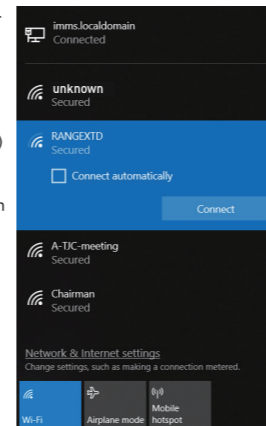 imms.localdomain
Connected
unknown
Secured
RANGEXTD
Secured
Connect automatically
Connect
A-TJC-meeting
Secured
Chairman
Secured
Network & Internet settings
Change settings, such as making a connection metered.
Wi-Fi
Airplane mode
Mobile
hotspot